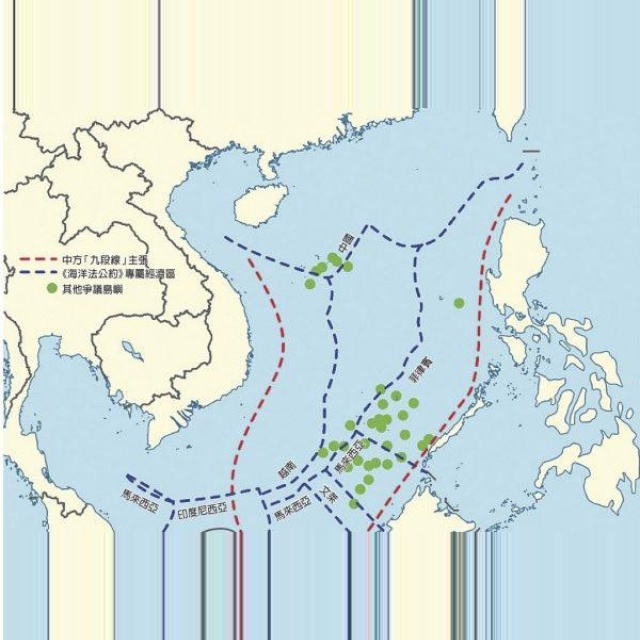 中方「九段線」主張
《海洋法公約》專屬經濟區
其他爭議島嶼
中國
菲律賓
越南
馬來西亞
馬來西亞
印度尼西亞
馬來西亞
文萊